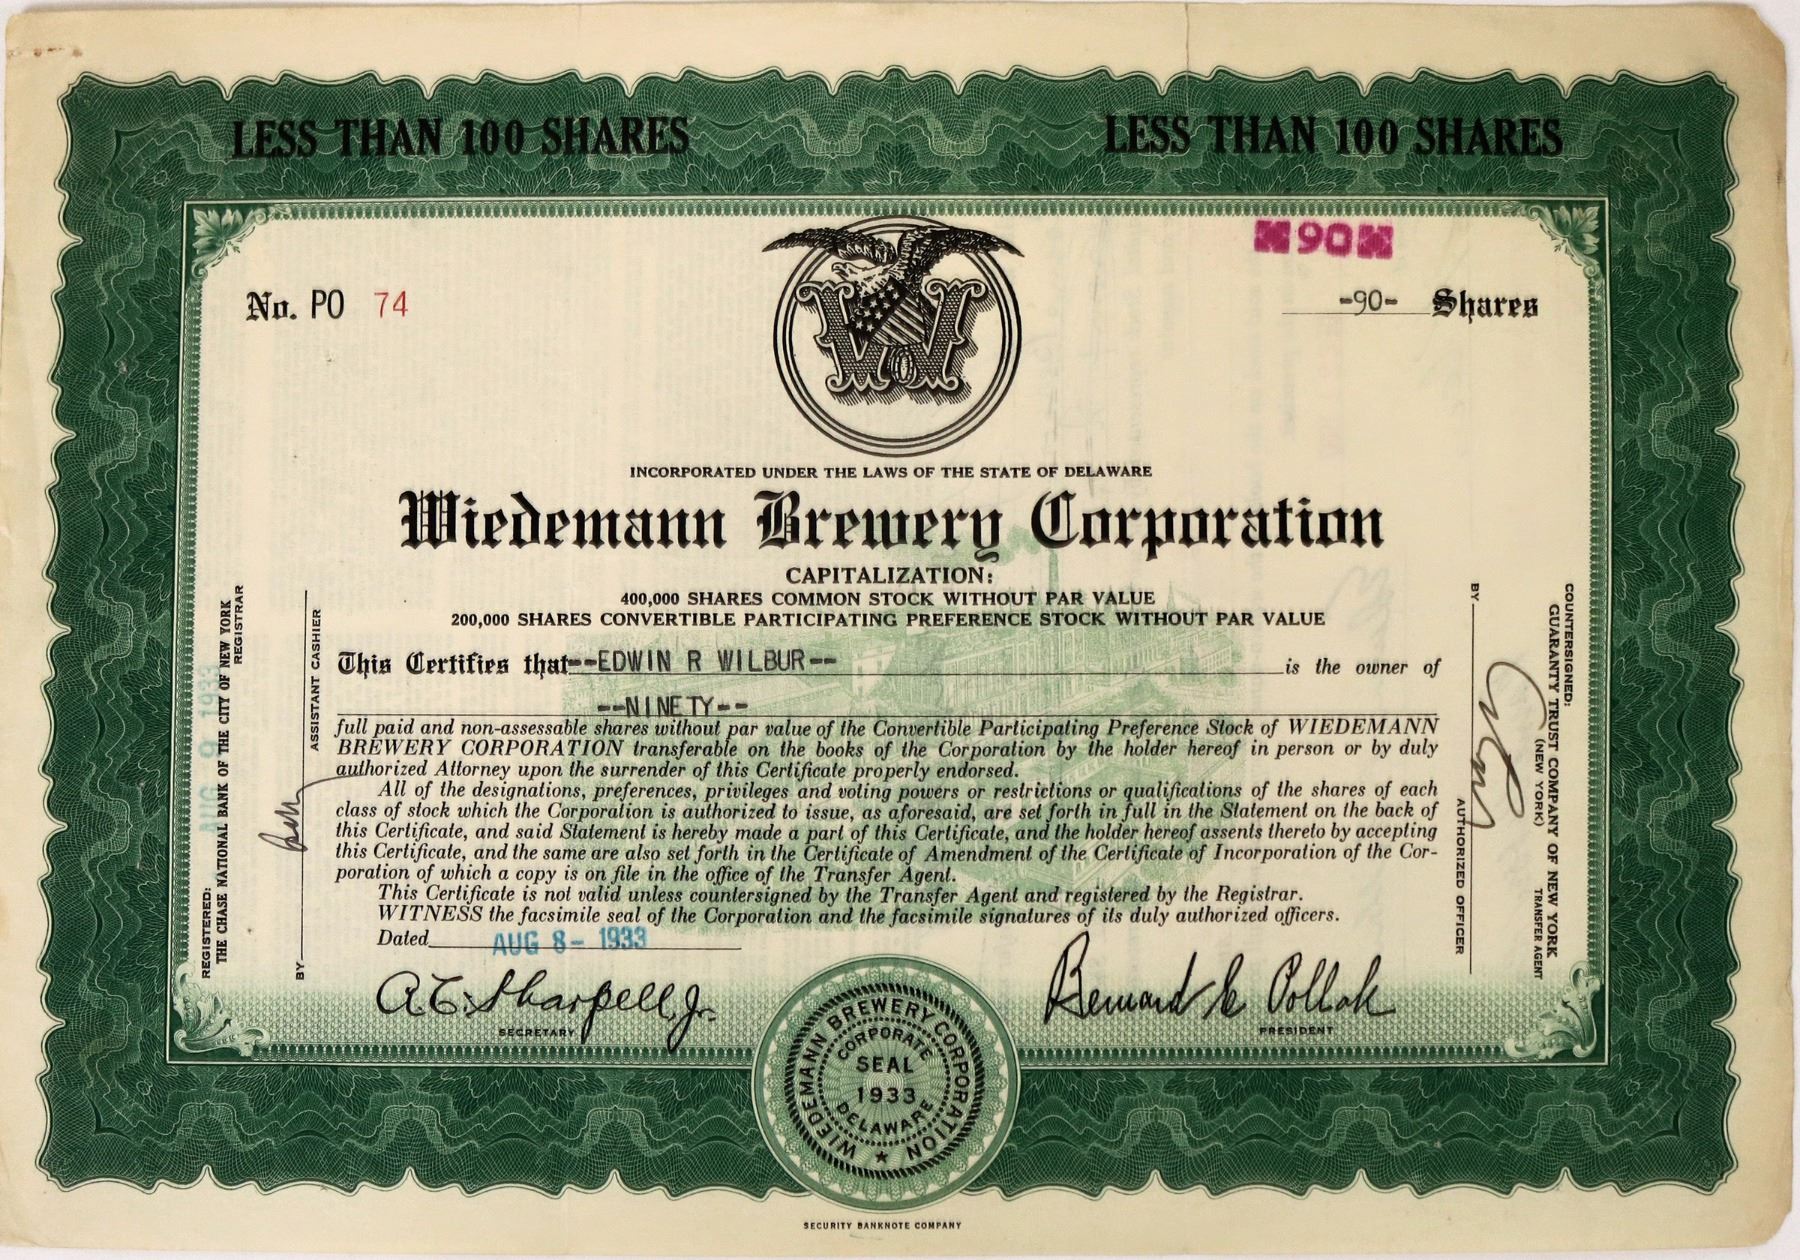 LESS THAN 100 SHARES
LESS THAN 100 SHARES
90
No. PO 74
-90- Shares
W
INCORPORATED UNDER THE LAWS OF THE STATE OF DELAWARE
Wiedemann Brewery Corporation
CAPITALIZATION:
400,000 SHARES COMMON STOCK WITHOUT PAR VALUE
200,000 SHARES CONVERTIBLE PARTICIPATING PREFERENCE STOCK WITHOUT PAR VALUE
This Certifies that --EDWIN R WILBUR-- is the owner of
--NINETY--
full paid and non-assessable shares without par value of the Convertible Participating Preference Stock of WIEDEMANN
BREWERY CORPORATION transferable on the books of the Corporation by the holder hereof in person or by duly
authorized Attorney upon the surrender of this Certificate properly endorsed.
All of the designations, preferences, privileges and voting powers or restrictions or qualifications of the shares of each
class of stock which the Corporation is authorized to issue, as aforesaid, are set forth in full in the Statement on the back of
this Certificate, and said Statement is hereby made a part of this Certificate, and the holder hereof assents thereto by accepting
this Certificate, and the same are also set forth in the Certificate of Amendment of the Certificate of Incorporation of the Cor-
poration of which a copy is on file in the office of the Transfer Agent.
This Certificate is not valid unless countersigned by the Transfer Agent and registered by the Registrar.
WITNESS the facsimile seal of the Corporation and the facsimile signatures of its duly authorized officers.
Dated AUG 8- 1933
A.C. Sharpell, Jr.
SECRETARY
Bernard C Pollak
PRESIDENT
REGISTERED:
THE CHASE NATIONAL BANK OF THE CITY OF NEW YORK
REGISTRAR
AUG 9 1933
BY
ASSISTANT CASHIER
COUNTERSIGNED:
GUARANTY TRUST COMPANY OF NEW YORK
(NEW YORK) TRANSFER AGENT
BY
AUTHORIZED OFFICER
WIEDEMANN BREWERY CORPORATION
CORPORATE
SEAL
1933
DELAWARE
SECURITY BANKNOTE COMPANY